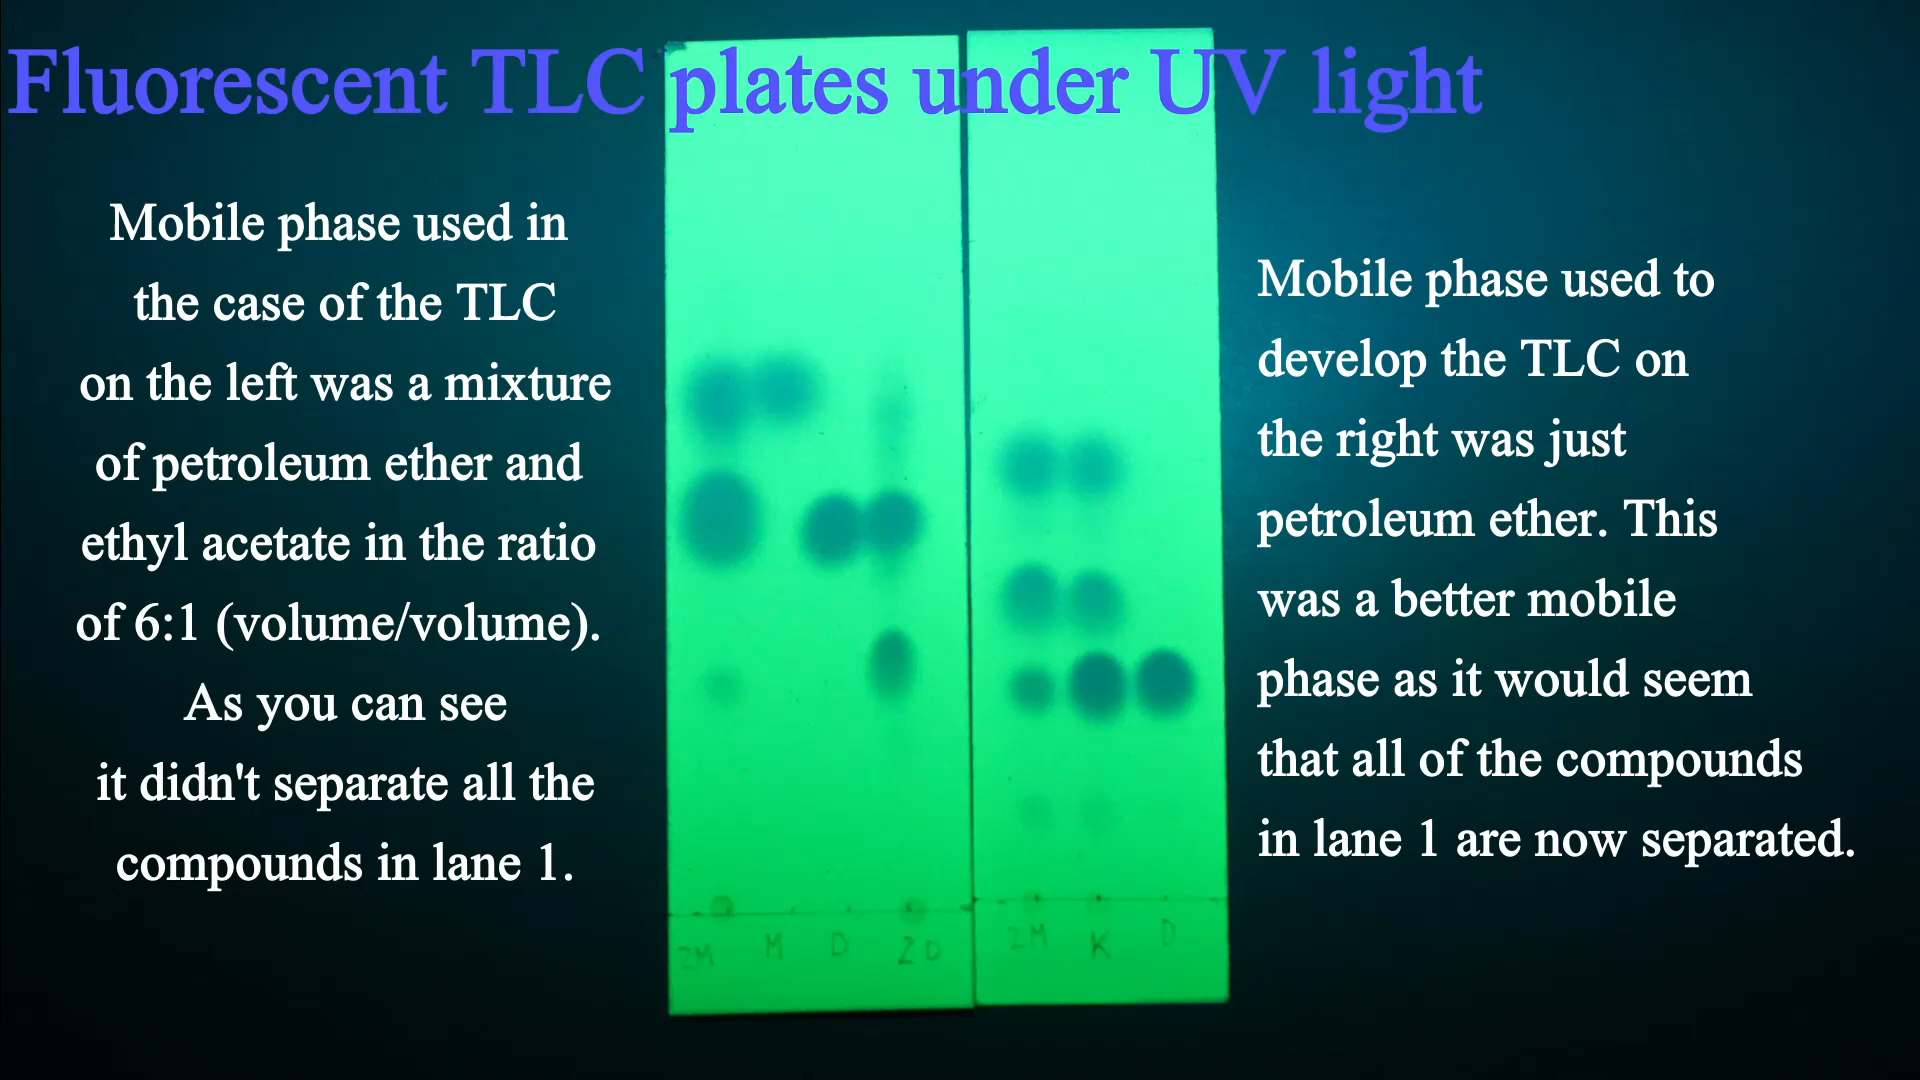 Fluorescent TLC plates under UV light
Mobile phase used in
the case of the TLC
on the left was a mixture
of petroleum ether and
ethyl acetate in the ratio
of 6:1 (volume/volume).
As you can see
it didn't separate all the
compounds in lane 1.
Mobile phase used to
develop the TLC on
the right was just
petroleum ether. This
was a better mobile
phase as it would seem
that all of the compounds
in lane 1 are now separated.
ZM M D ZD
ZM K D